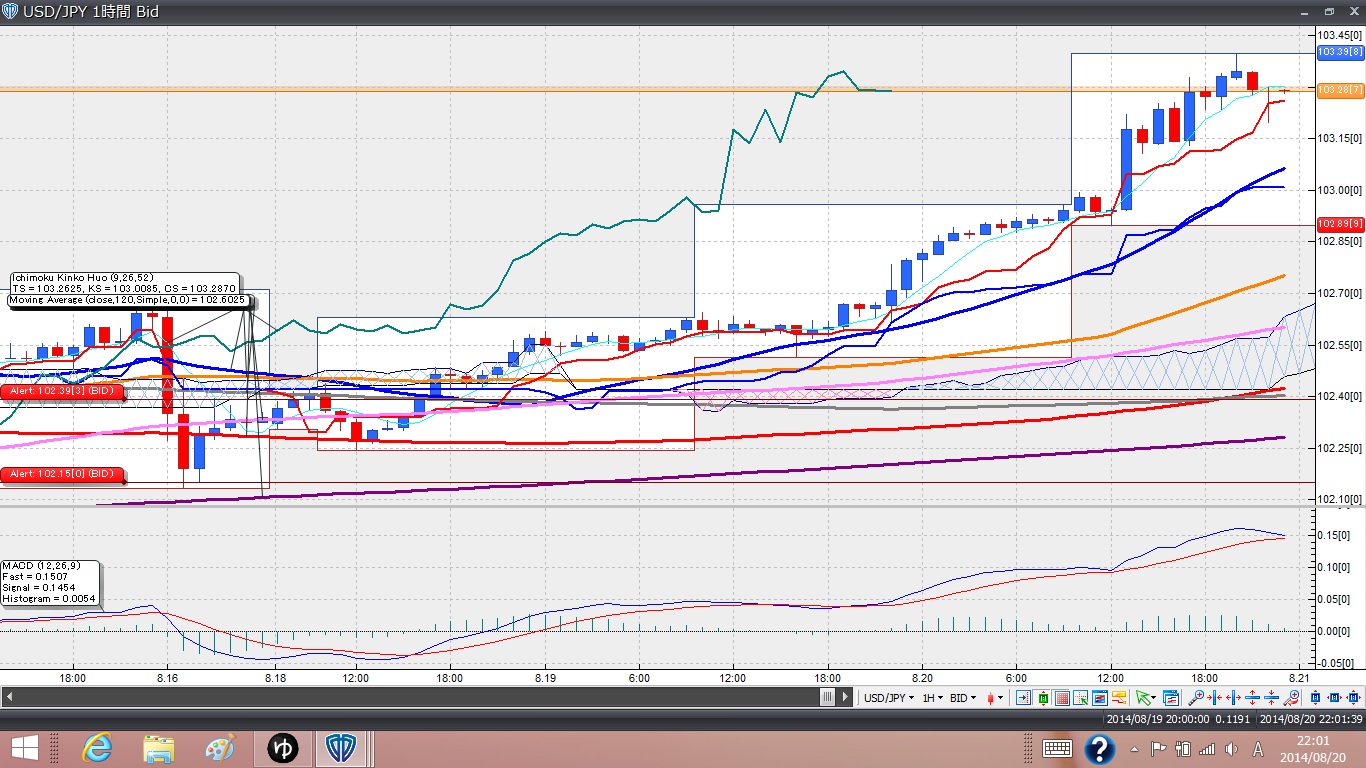 USD/JPY 1時間 Bid
103.45[0]
103.39[8]
103.28[7]
103.15[0]
103.00[0]
102.89[9]
102.85[0]
102.70[0]
102.55[0]
102.40[0]
102.25[0]
102.10[0]
Ichimoku Kinko Huo (9,26,52)
TS = 103.2625, KS = 103.0085, CS = 103.2870
Moving Average (close,120,Simple,0,0) = 102.6025
Alert: 102.39[3] (BID)
Alert: 102.15[0] (BID)
0.15[0]
0.10[0]
0.05[0]
0.00[0]
-0.05[0]
MACD (12,26,9)
Fast = 0.1507
Signal = 0.1454
Histogram = 0.0054
18:00 8.16 8.18 12:00 18:00 8.19 6:00 12:00 18:00 8.20 6:00 12:00 18:00 8.21
USD/JPY 1H BID
2014/08/19 20:00:00 0.1191 2014/08/20 22:01:39
ゆ
A
22:01
2014/08/20